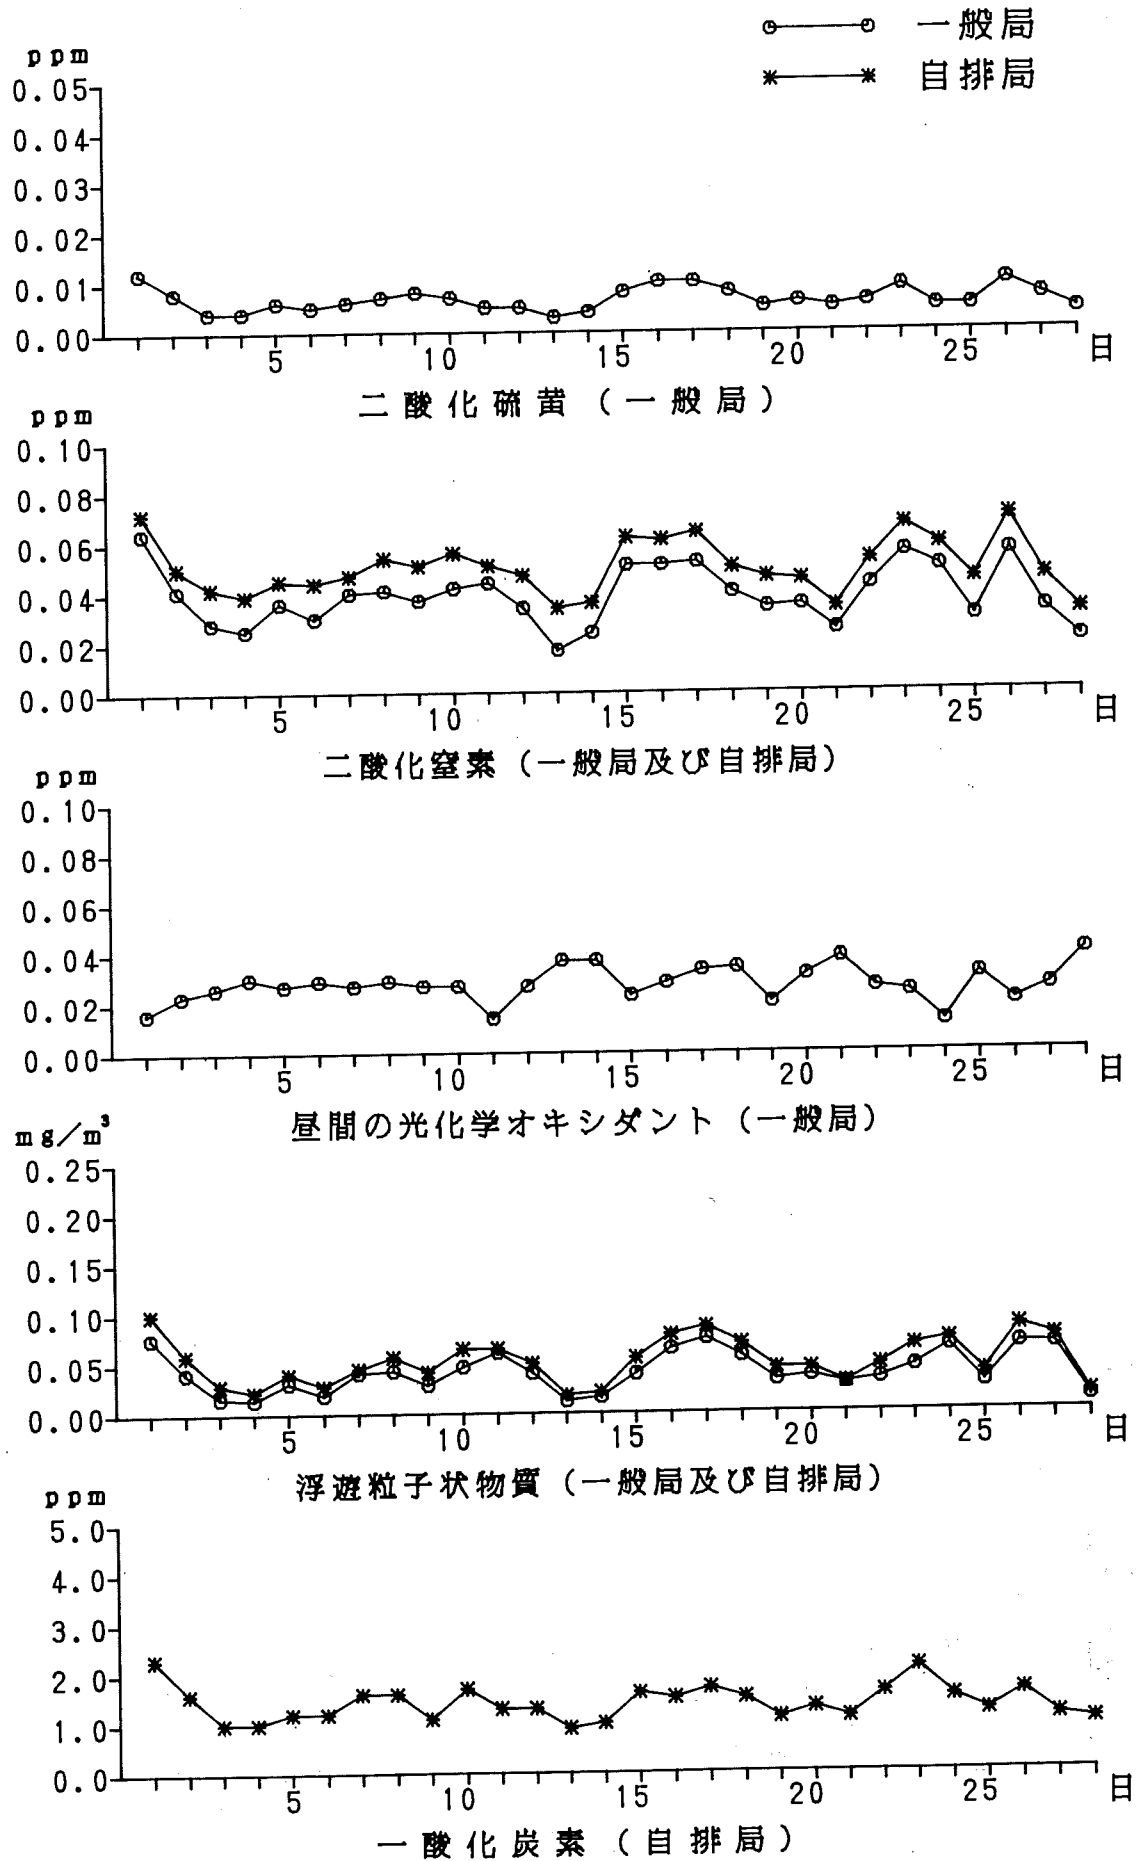 一般局
自排局
ppm
0.05
0.04
0.03
0.02
0.01
0.00
5 10 15 20 25 日
二酸化硫黄(一般局)
ppm
0.10
0.08
0.06
0.04
0.02
0.00
5 10 15 20 25 日
二酸化窒素(一般局及び自排局)
ppm
0.10
0.08
0.06
0.04
0.02
0.00
5 10 15 20 25 日
昼間の光化学オキシダント(一般局)
mg/m³
0.25
0.20
0.15
0.10
0.05
0.00
5 10 15 20 25 日
浮遊粒子状物質(一般局及び自排局)
ppm
5.0
4.0
3.0
2.0
1.0
0.0
5 10 15 20 25 日
一酸化炭素(自排局)